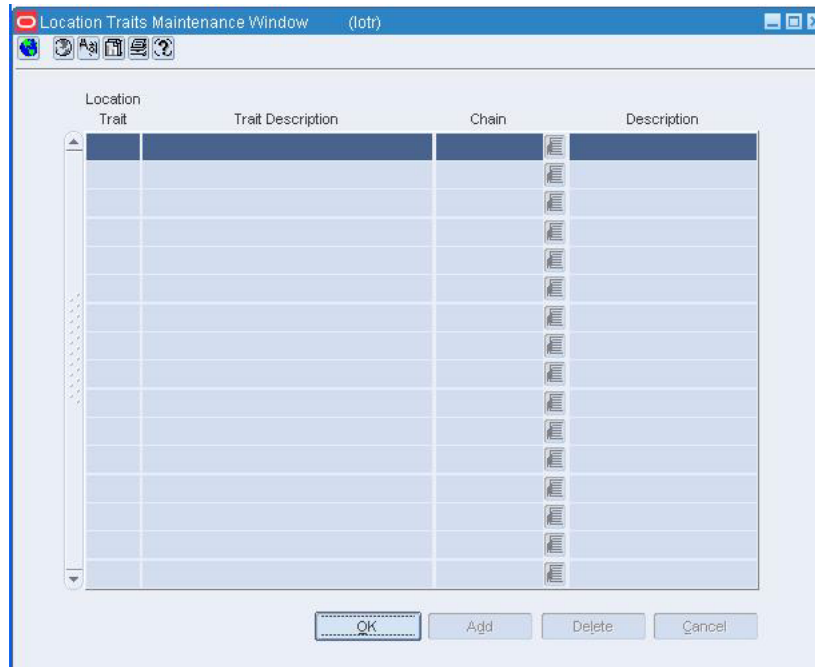 Location Traits Maintenance Window (lotr)
Location
Trait Trait Description Chain Description
OK Add Delete Cancel